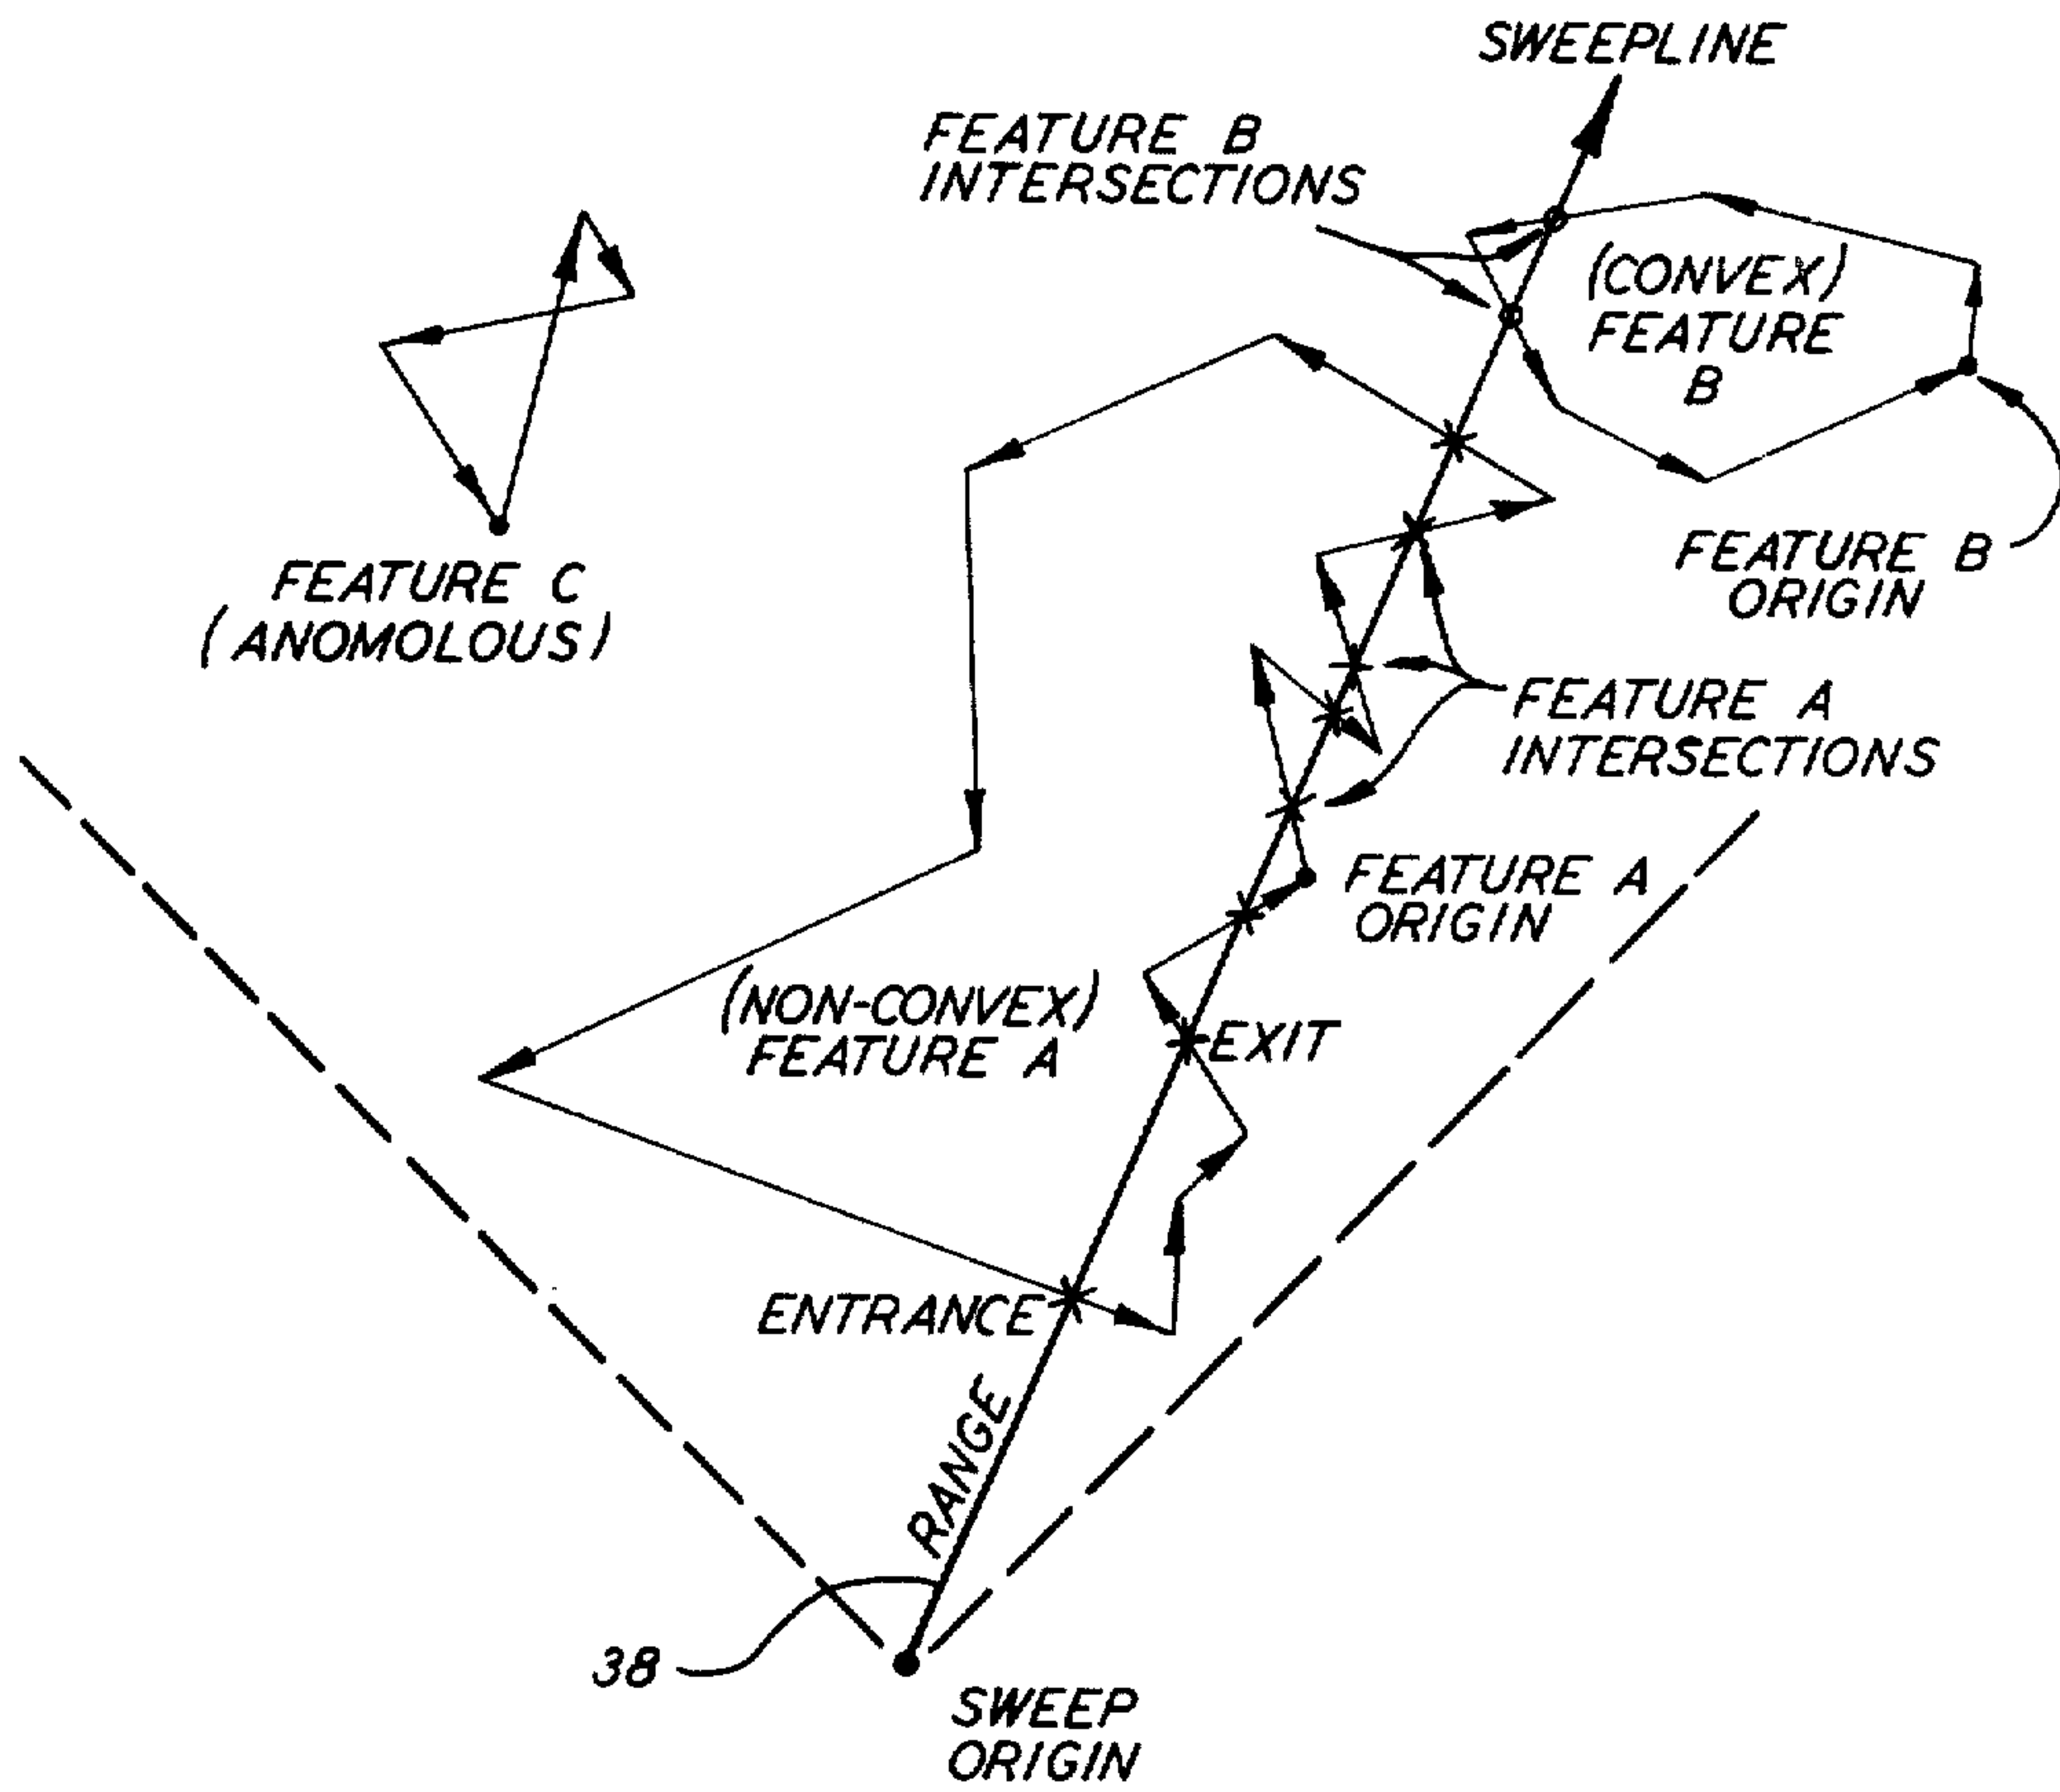 SWEEPLINE
FEATURE B
INTERSECTIONS
(CONVEX)
FEATURE
B
FEATURE C
(ANOMOLOUS)
FEATURE B
ORIGIN
FEATURE A
INTERSECTIONS
FEATURE A
ORIGIN
(NON-CONVEX)
FEATURE A
EXIT
ENTRANCE
RANGE
38
SWEEP
ORIGIN